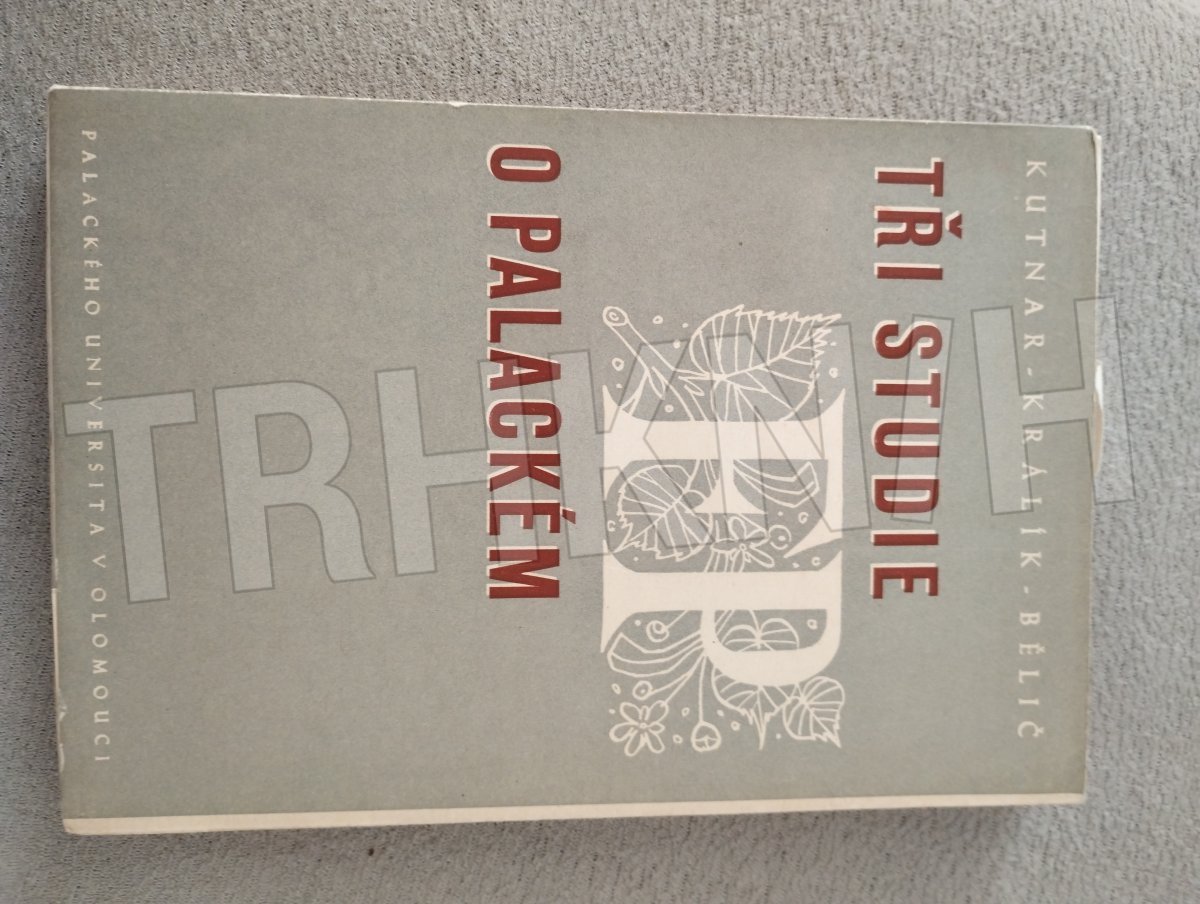 KUTNAR - KRÁLÍK - BĚLIČ
TŘI STUDIE
FP
O PALACKÉM
PALACKÉHO UNIVERSITA V OLOMOUCI
TRHKNIH